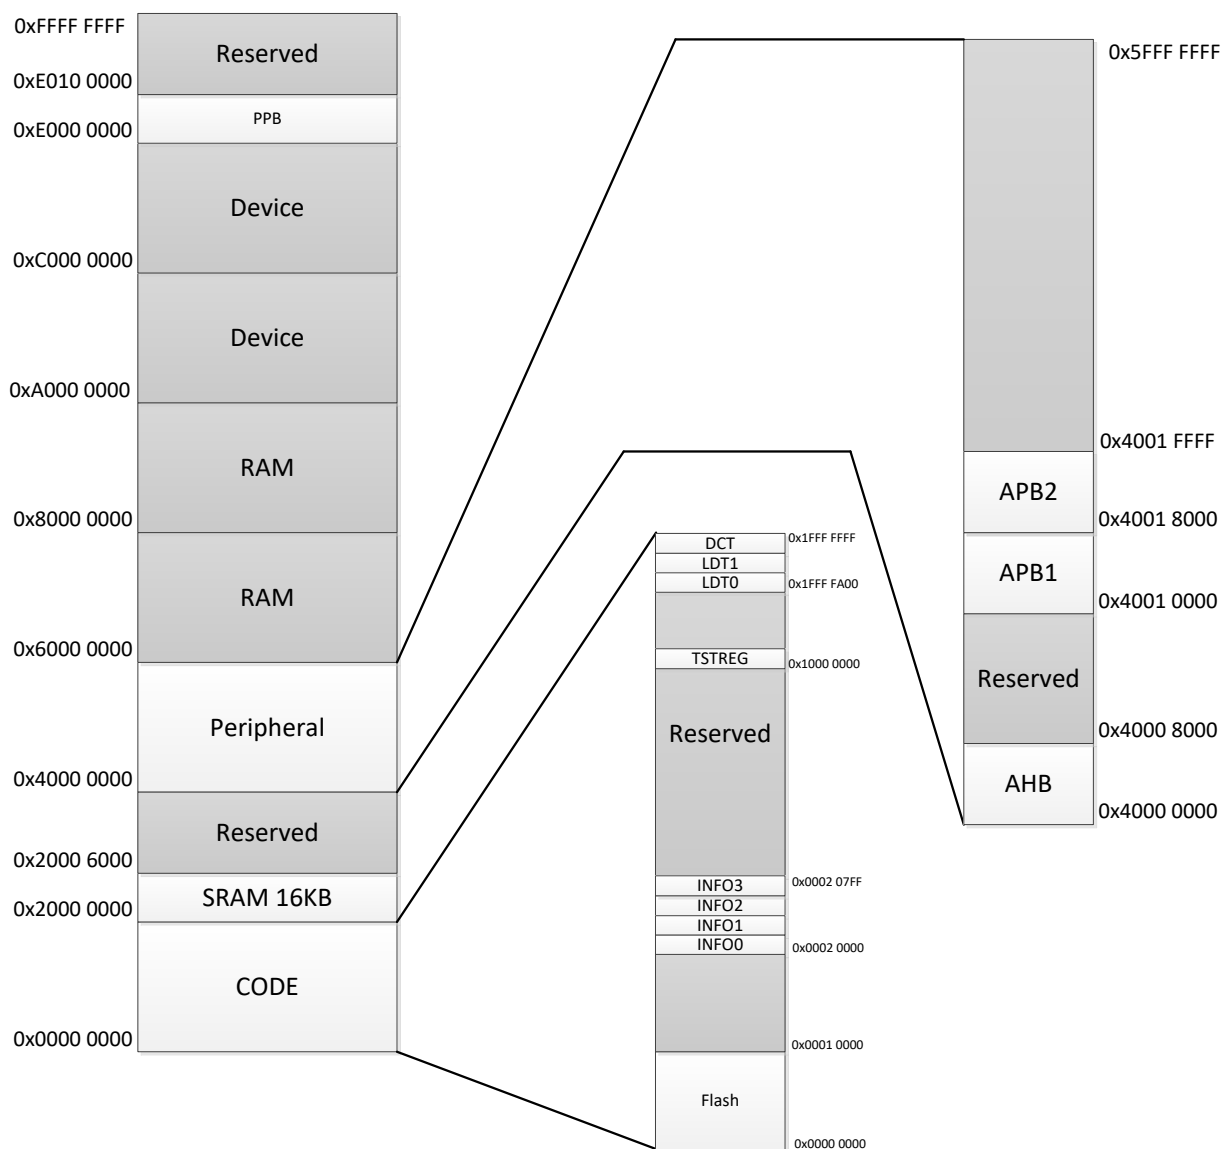 0xFFFF FFFF
Reserved
0xE010 0000
PPB
0xE000 0000
Device
0xC000 0000
Device
0xA000 0000
RAM
0x8000 0000
RAM
0x6000 0000
Peripheral
0x4000 0000
Reserved
0x2000 6000
SRAM 16KB
0x2000 0000
CODE
0x0000 0000
DCT
0x1FFF FFFF
LDT1
LDT0
0x1FFF FA00
TSTREG
0x1000 0000
Reserved
INFO3
0x0002 07FF
INFO2
INFO1
INFO0
0x0002 0000
0x0001 0000
Flash
0x0000 0000
0x5FFF FFFF
0x4001 FFFF
APB2
0x4001 8000
APB1
0x4001 0000
Reserved
0x4000 8000
AHB
0x4000 0000